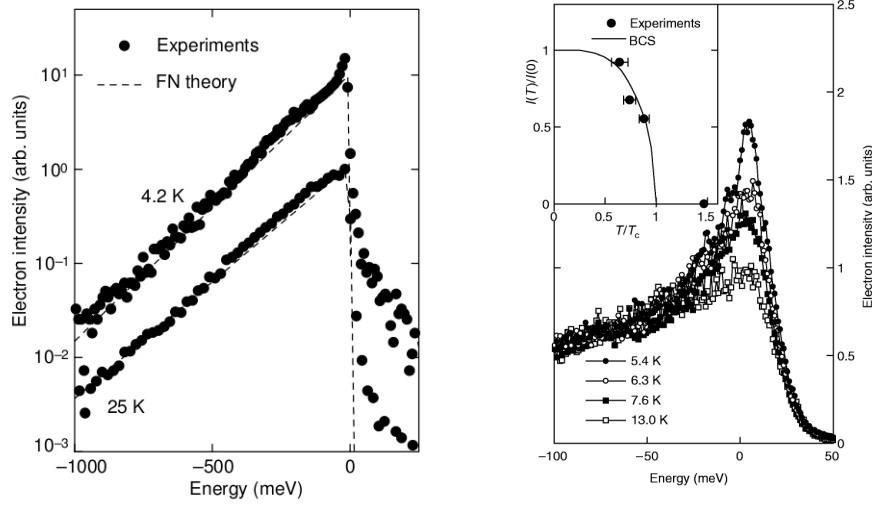 Experiments
FN theory
10¹
10⁰
10⁻¹
10⁻²
10⁻³
Electron intensity (arb. units)
4.2 K
25 K
−1000
−500
0
Energy (meV)
Experiments
BCS
1
0.5
0
I(T)/I(0)
0
0.5
1
1.5
T/Tc
2.5
2
1.5
1
0.5
0
Electron intensity (arb. units)
5.4 K
6.3 K
7.6 K
13.0 K
−100
−50
0
50
Energy (meV)